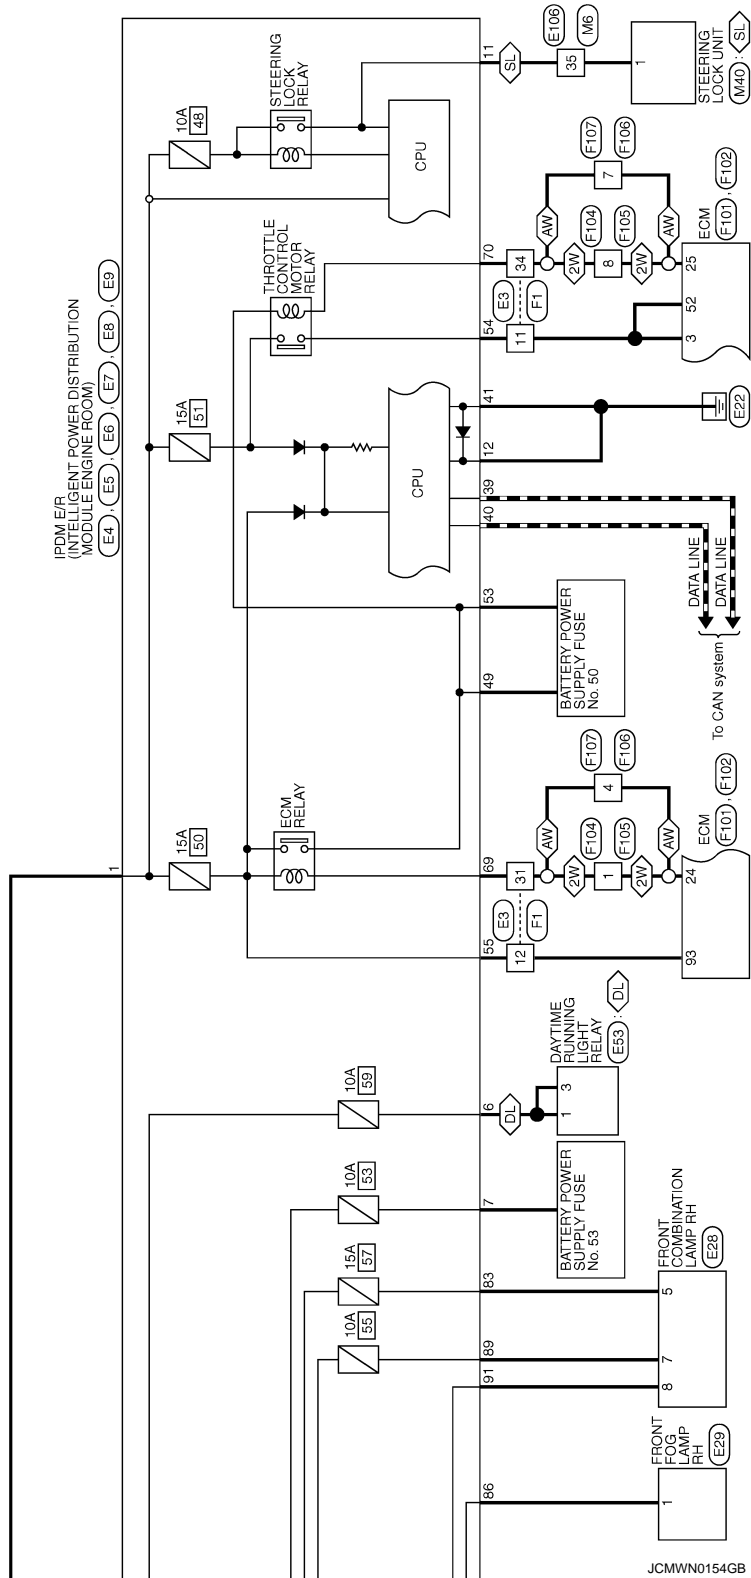 IPDM E/R
(INTELLIGENT POWER DISTRIBUTION
MODULE ENGINE ROOM)
E4 , E5 , E6 , E7 , E8 , E9
1
10A
55
15A
57
10A
53
10A
59
15A
50
15A
51
10A
48
ECM
RELAY
THROTTLE
CONTROL
MOTOR
RELAY
STEERING
LOCK
RELAY
CPU
CPU
86
91
89
83
7
6
55
69
49
53
40
39
12
41
54
70
11
1
FRONT
FOG
LAMP
RH
E29
8
7
5
FRONT
COMBINATION
LAMP RH
E28
BATTERY POWER
SUPPLY FUSE
No. 53
DL
1
3
DAYTIME
RUNNING
LIGHT
RELAY
E53 : DL
12
31
E3
F1
AW
2W
1
2W
AW
F104
F105
4
F107
F106
93
24
ECM
F101 , F102
BATTERY POWER
SUPPLY FUSE
No. 50
DATA LINE
DATA LINE
To CAN system
E22
11
34
E3
F1
AW
2W
8
2W
AW
F104
F105
7
F107
F106
3
52
25
ECM
F101 , F102
SL
35
E106
M6
1
STEERING
LOCK UNIT
M40 : SL
JCMWN0154GB